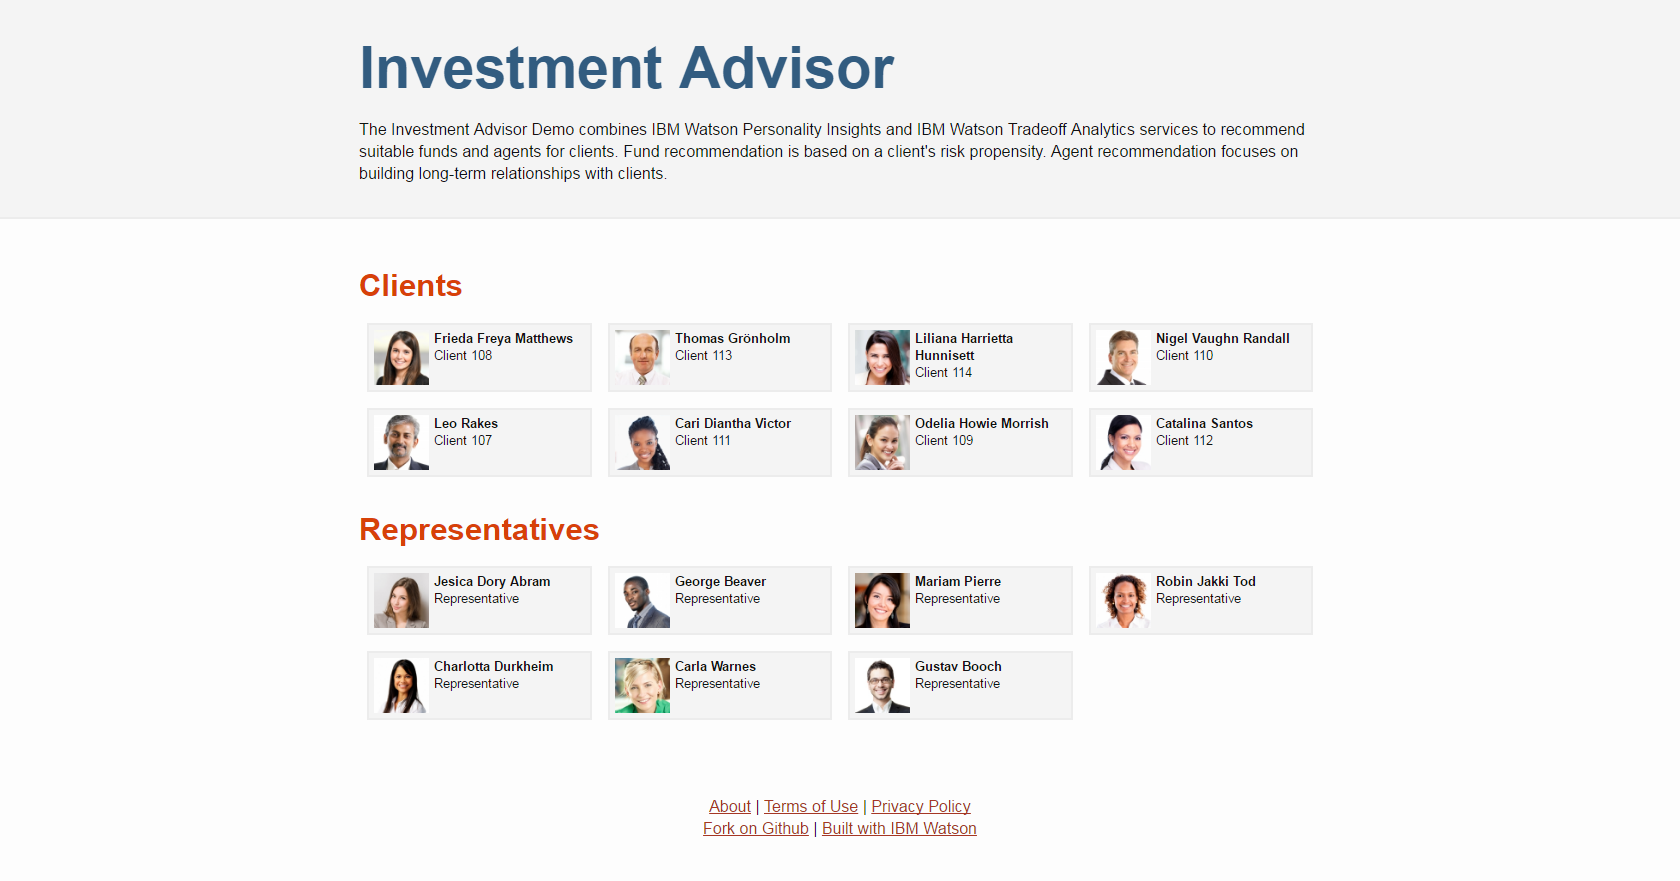 Investment Advisor
The Investment Advisor Demo combines IBM Watson Personality Insights and IBM Watson Tradeoff Analytics services to recommend
suitable funds and agents for clients. Fund recommendation is based on a client's risk propensity. Agent recommendation focuses on
building long-term relationships with clients.
Clients
Frieda Freya Matthews
Client 108
Thomas Grönholm
Client 113
Liliana Harrietta
Hunnisett
Client 114
Nigel Vaughn Randall
Client 110
Leo Rakes
Client 107
Cari Diantha Victor
Client 111
Odelia Howie Morrish
Client 109
Catalina Santos
Client 112
Representatives
Jesica Dory Abram
Representative
George Beaver
Representative
Mariam Pierre
Representative
Robin Jakki Tod
Representative
Charlotta Durkheim
Representative
Carla Warnes
Representative
Gustav Booch
Representative
About | Terms of Use | Privacy Policy
Fork on Github | Built with IBM Watson